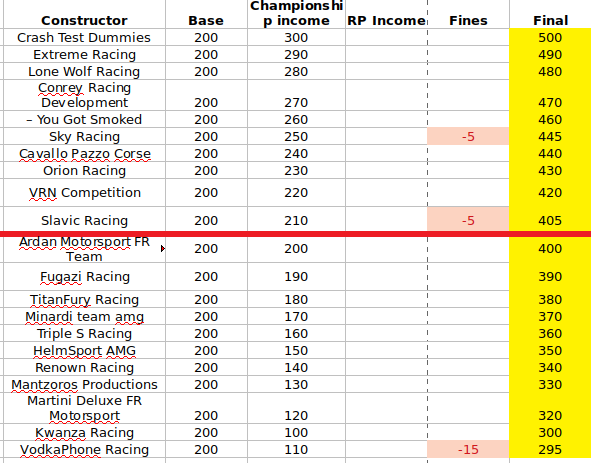 Constructor Base Championshi p income RP Income Fines Final
Crash Test Dummies 200 300 500
Extreme Racing 200 290 490
Lone Wolf Racing 200 280 480
Conrey Racing
Development 200 270 470
– You Got Smoked 200 260 460
Sky Racing 200 250 -5 445
Cavallo Pazzo Corse 200 240 440
Orion Racing 200 230 430
VRN Competition 200 220 420
Slavic Racing 200 210 -5 405
Ardan Motorsport FR
Team 200 200 400
Fugazi Racing 200 190 390
TitanFury Racing 200 180 380
Minardi team amg 200 170 370
Triple S Racing 200 160 360
HelmSport AMG 200 150 350
Renown Racing 200 140 340
Mantzoros Productions 200 130 330
Martini Deluxe FR
Motorsport 200 120 320
Kwanza Racing 200 100 300
VodkaPhone Racing 200 110 -15 295